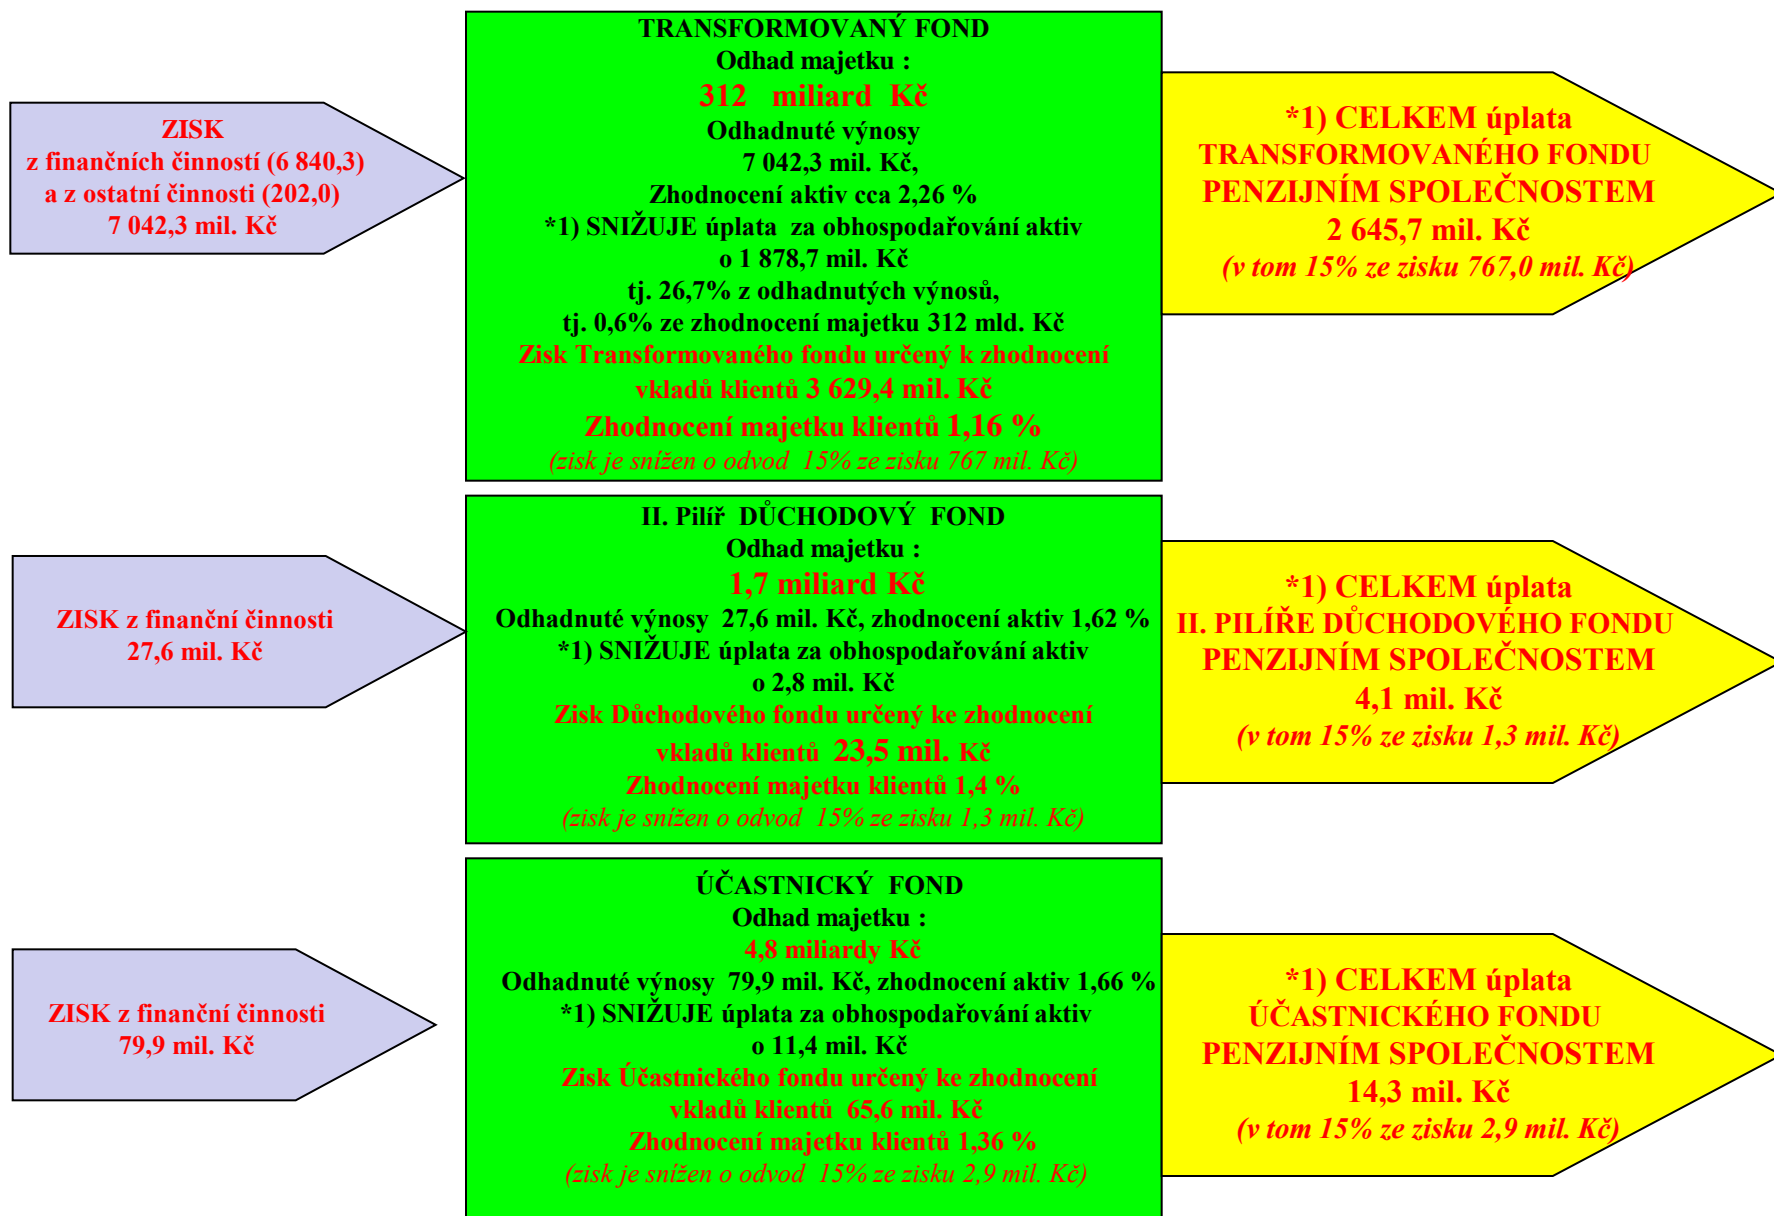 ZISK
z finančních činností (6 840,3)
a z ostatní činnosti (202,0)
7 042,3 mil. Kč
TRANSFORMOVANÝ FOND
Odhad majetku :
312 miliard Kč
Odhadnuté výnosy
7 042,3 mil. Kč,
Zhodnocení aktiv cca 2,26 %
*1) SNIŽUJE úplata za obhospodařování aktiv
o 1 878,7 mil. Kč
tj. 26,7% z odhadnutých výnosů,
tj. 0,6% ze zhodnocení majetku 312 mld. Kč
Zisk Transformovaného fondu určený k zhodnocení
vkladů klientů 3 629,4 mil. Kč
Zhodnocení majetku klientů 1,16 %
(zisk je snížen o odvod 15% ze zisku 767 mil. Kč)
*1) CELKEM úplata
TRANSFORMOVANÉHO FONDU
PENZIJNÍM SPOLEČNOSTEM
2 645,7 mil. Kč
(v tom 15% ze zisku 767,0 mil. Kč)
ZISK z finanční činnosti
27,6 mil. Kč
II. Pilíř DŮCHODOVÝ FOND
Odhad majetku :
1,7 miliard Kč
Odhadnuté výnosy 27,6 mil. Kč, zhodnocení aktiv 1,62 %
*1) SNIŽUJE úplata za obhospodařování aktiv
o 2,8 mil. Kč
Zisk Důchodového fondu určený ke zhodnocení
vkladů klientů 23,5 mil. Kč
Zhodnocení majetku klientů 1,4 %
(zisk je snížen o odvod 15% ze zisku 1,3 mil. Kč)
*1) CELKEM úplata
II. PILÍŘE DŮCHODOVÉHO FONDU
PENZIJNÍM SPOLEČNOSTEM
4,1 mil. Kč
(v tom 15% ze zisku 1,3 mil. Kč)
ZISK z finanční činnosti
79,9 mil. Kč
ÚČASTNICKÝ FOND
Odhad majetku :
4,8 miliardy Kč
Odhadnuté výnosy 79,9 mil. Kč, zhodnocení aktiv 1,66 %
*1) SNIŽUJE úplata za obhospodařování aktiv
o 11,4 mil. Kč
Zisk Účastnického fondu určený ke zhodnocení
vkladů klientů 65,6 mil. Kč
Zhodnocení majetku klientů 1,36 %
(zisk je snížen o odvod 15% ze zisku 2,9 mil. Kč)
*1) CELKEM úplata
ÚČASTNICKÉHO FONDU
PENZIJNÍM SPOLEČNOSTEM
14,3 mil. Kč
(v tom 15% ze zisku 2,9 mil. Kč)